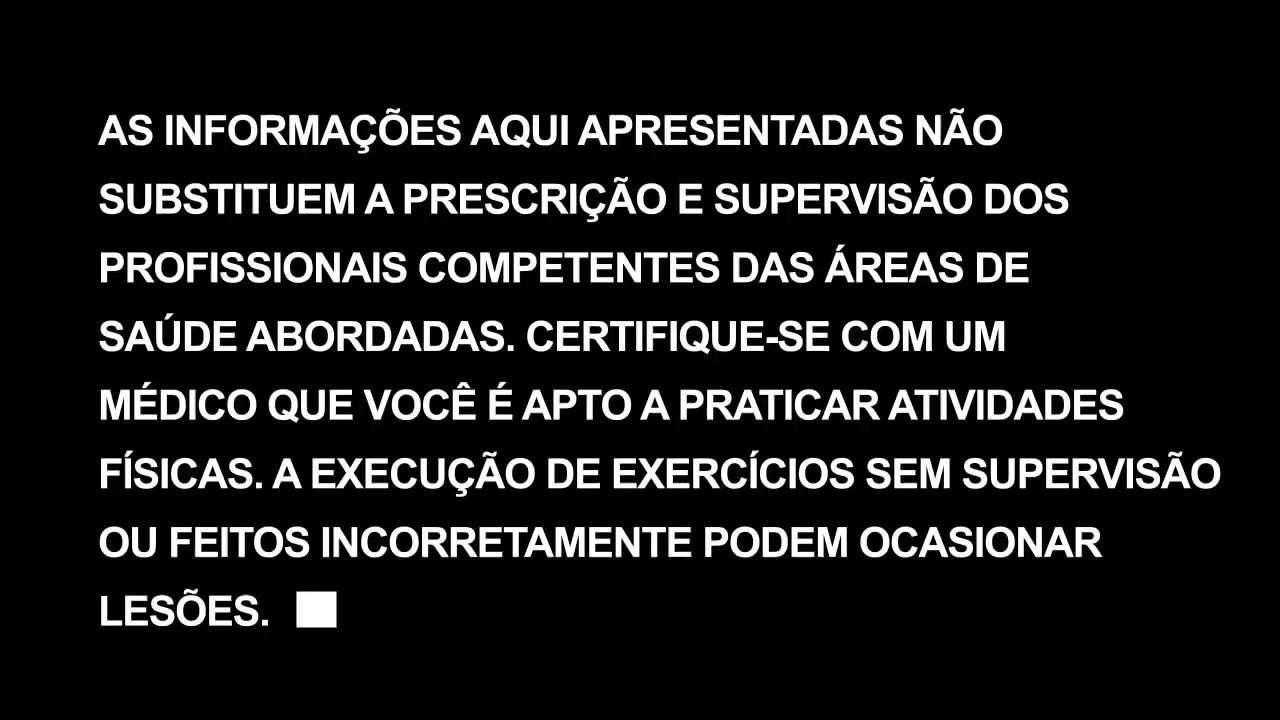 AS INFORMAÇÕES AQUI APRESENTADAS NÃO
SUBSTITUEM A PRESCRIÇÃO E SUPERVISÃO DOS
PROFISSIONAIS COMPETENTES DAS ÁREAS DE
SAÚDE ABORDADAS. CERTIFIQUE-SE COM UM
MÉDICO QUE VOCÊ É APTO A PRATICAR ATIVIDADES
FÍSICAS. A EXECUÇÃO DE EXERCÍCIOS SEM SUPERVISÃO
OU FEITOS INCORRETAMENTE PODEM OCASIONAR
LESÕES.